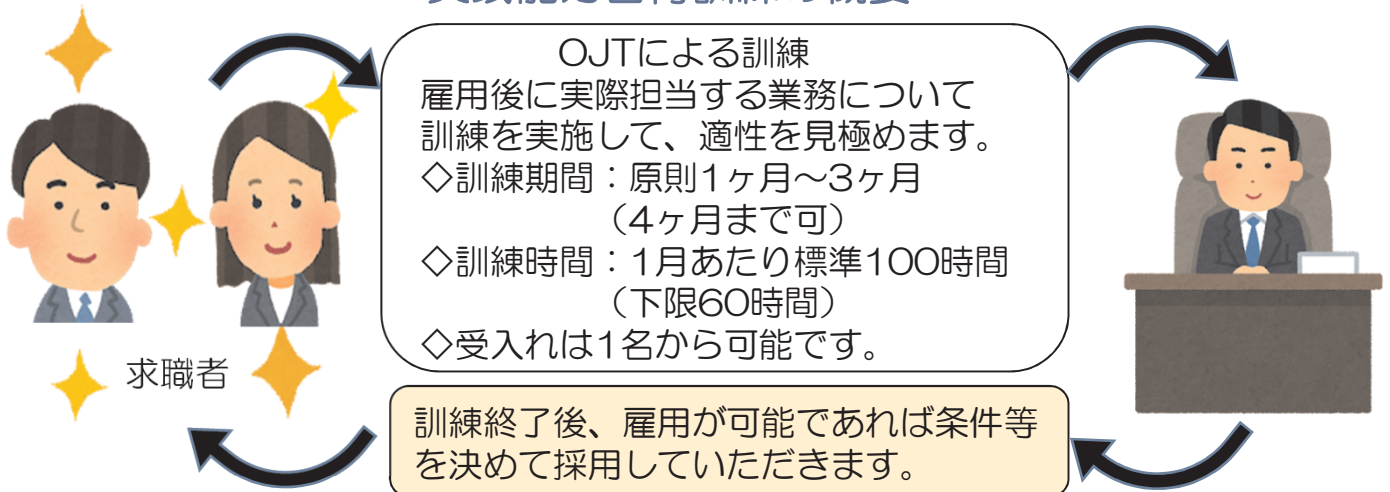 OJTによる訓練
雇用後に実際担当する業務について
訓練を実施して、適性を見極めます。
◇訓練期間：原則1ヶ月～3ヶ月
（4ヶ月まで可）
◇訓練時間：1月あたり標準100時間
（下限60時間）
◇受入れは1名から可能です。
求職者
訓練終了後、雇用が可能であれば条件等
を決めて採用していただきます。